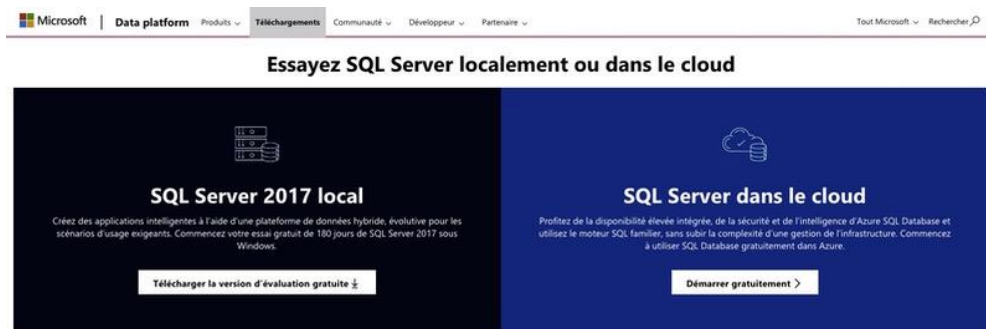 Microsoft | Data platform Produits Téléchargements Communauté Développeur Partenaire Tout Microsoft Rechercher
Essayez SQL Server localement ou dans le cloud
SQL Server 2017 local
Créez des applications intelligentes à l'aide d'une plateforme de données hybride, évolutive pour les
scénarios d'usage exigeants. Commencez votre essai gratuit de 180 jours de SQL Server 2017 sous
Windows.
Télécharger la version d'évaluation gratuite
SQL Server dans le cloud
Profitez de la disponibilité élevée intégrée, de la sécurité et de l'intelligence d'Azure SQL Database et
utilisez le moteur SQL familier, sans subir la complexité d'une gestion de l'infrastructure. Commencez
à utiliser SQL Database gratuitement dans Azure.
Démarrer gratuitement